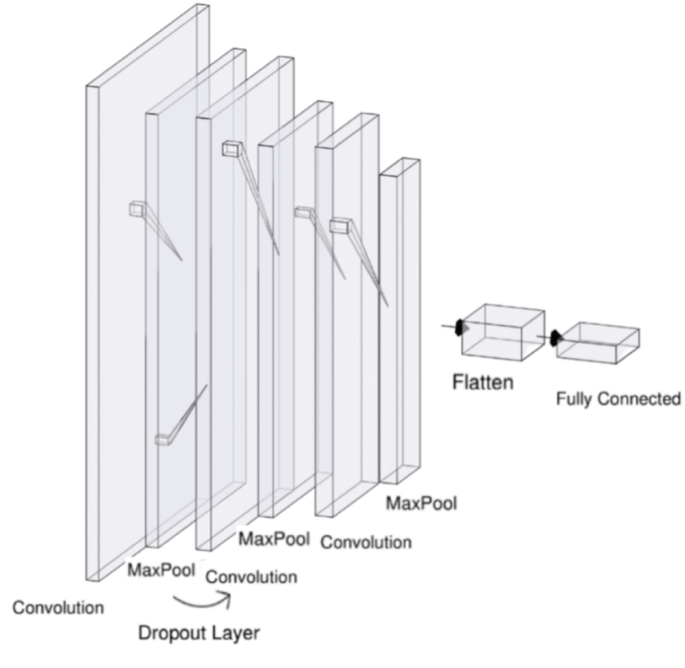 Convolution
MaxPool
Convolution
MaxPool
Convolution
MaxPool
Dropout Layer
Flatten
Fully Connected